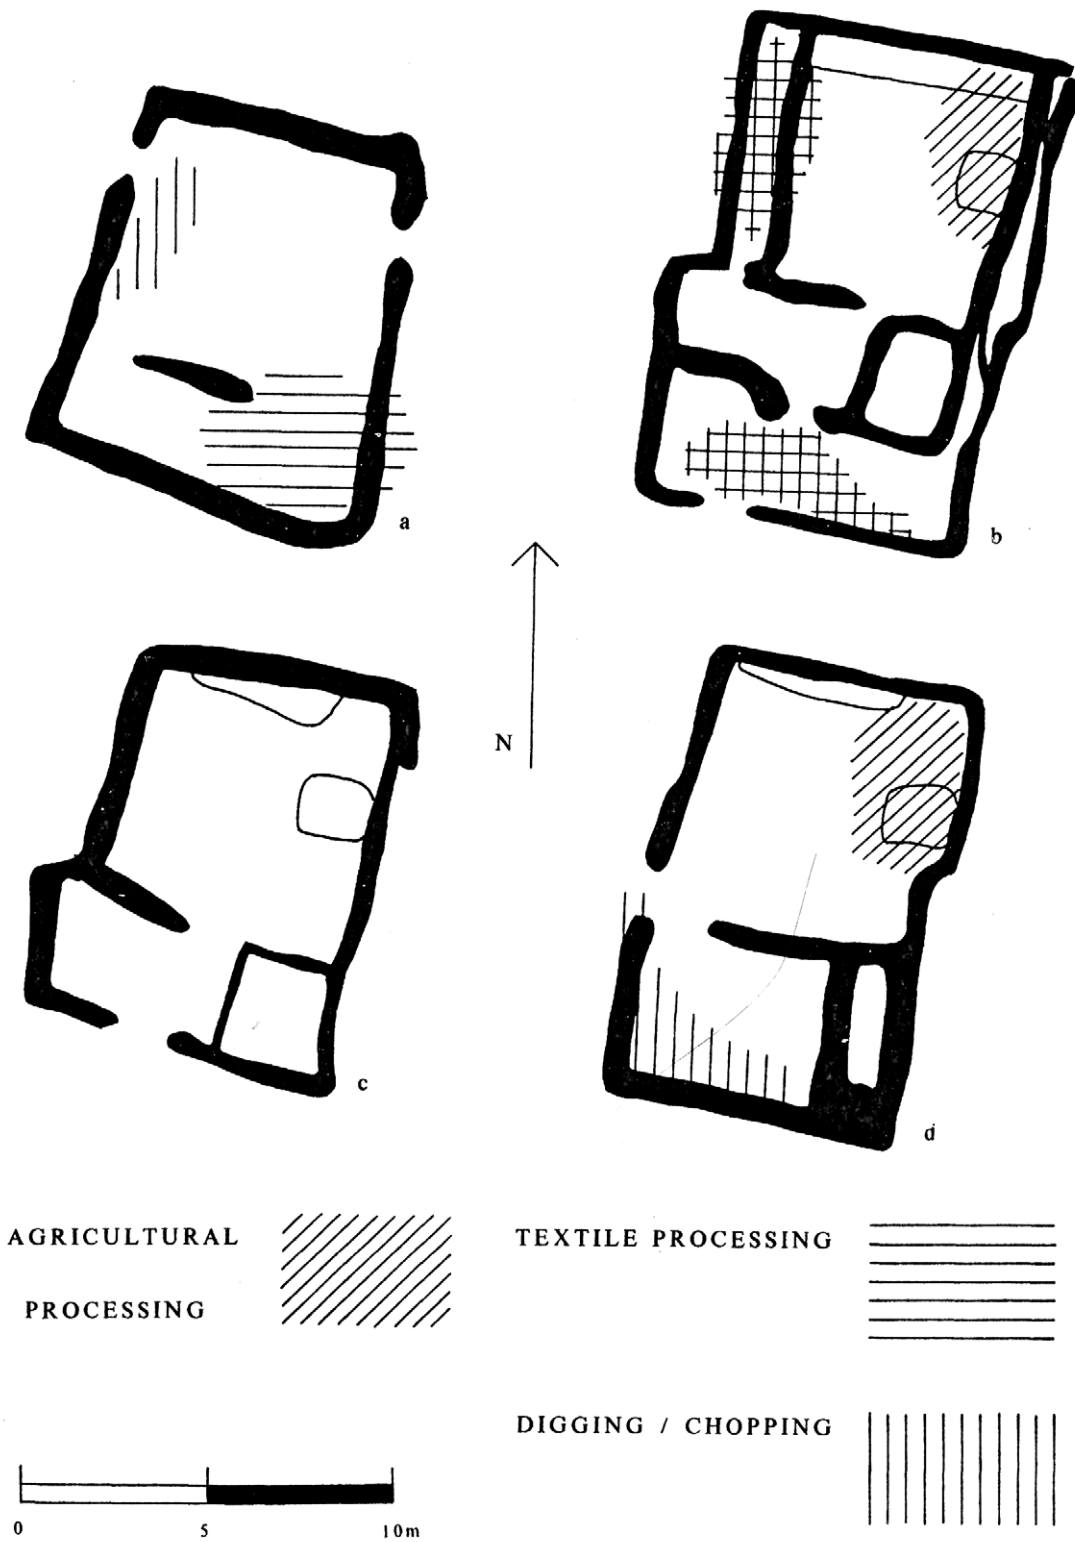 a
b
N
c
d
AGRICULTURAL
PROCESSING
TEXTILE PROCESSING
DIGGING / CHOPPING
0 5 10m